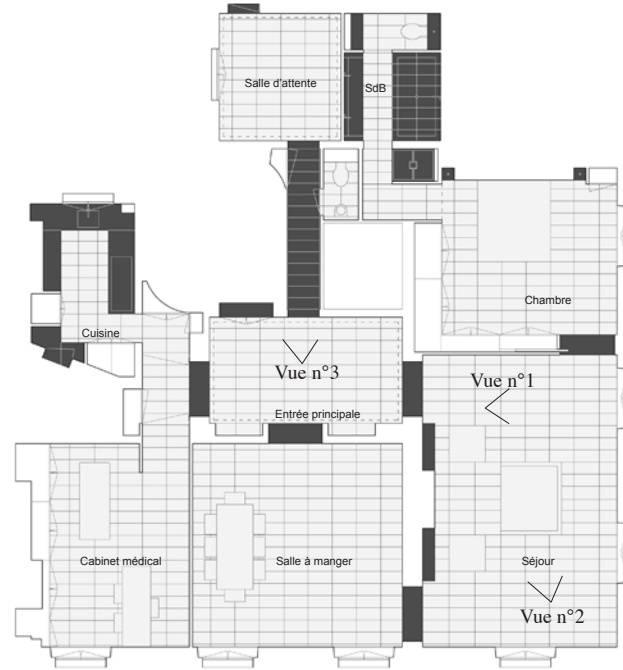 Salle d'attente
SdB
Chambre
Cuisine
Vue n°3
Vue n°1
Entrée principale
Cabinet médical
Salle à manger
Séjour
Vue n°2